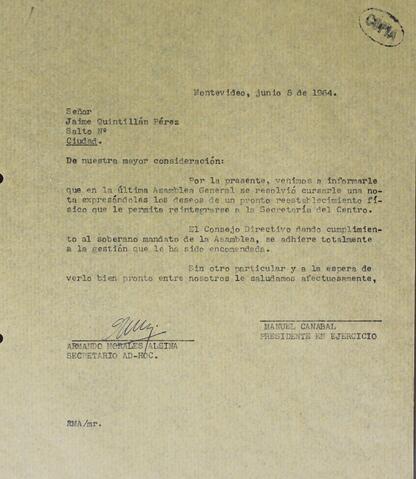 COPIA
Montevideo, junio 8 de 1964.
Señor
Jaime Quintillán Pérez
Salto Nº
Ciudad.
De nuestra mayor consideración:
Por la presente, venimos a informarle
que en la última Asamblea General se resolvió cursarle una no-
ta expresándoles los deseos de un pronto reestablecimiento fí-
sico que le permita reintegrarse a la Secretaría del Centro.
El Consejo Directivo dando cumplimien-
to al soberano mandato de la Asamblea, se adhiere totalmente
a la gestión que le ha sido encomendada.
Sin otro particular y a la espera de
verlo bien pronto entre nosotros le saludamos afectuosamente,
MANUEL CANABAL
PRESIDENTE EN EJERCICIO
ARMANDO MORALES ALSINA
SECRETARIO AD-HOC.
RMA/mr.